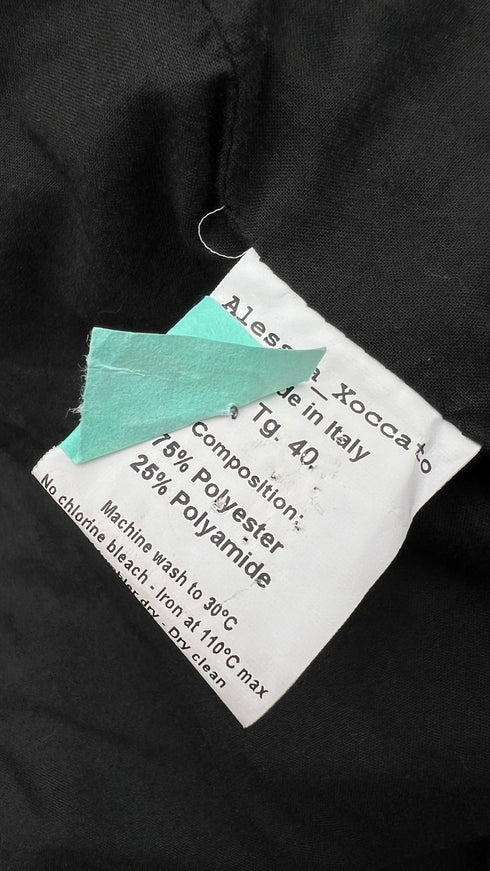 Xoccato
in Italy
Tg. 40
Composition:
75% Polyester
25% Polyamide
Machine wash to 30°C
No chlorine bleach - Iron at 110°C max
dry - Dry clean